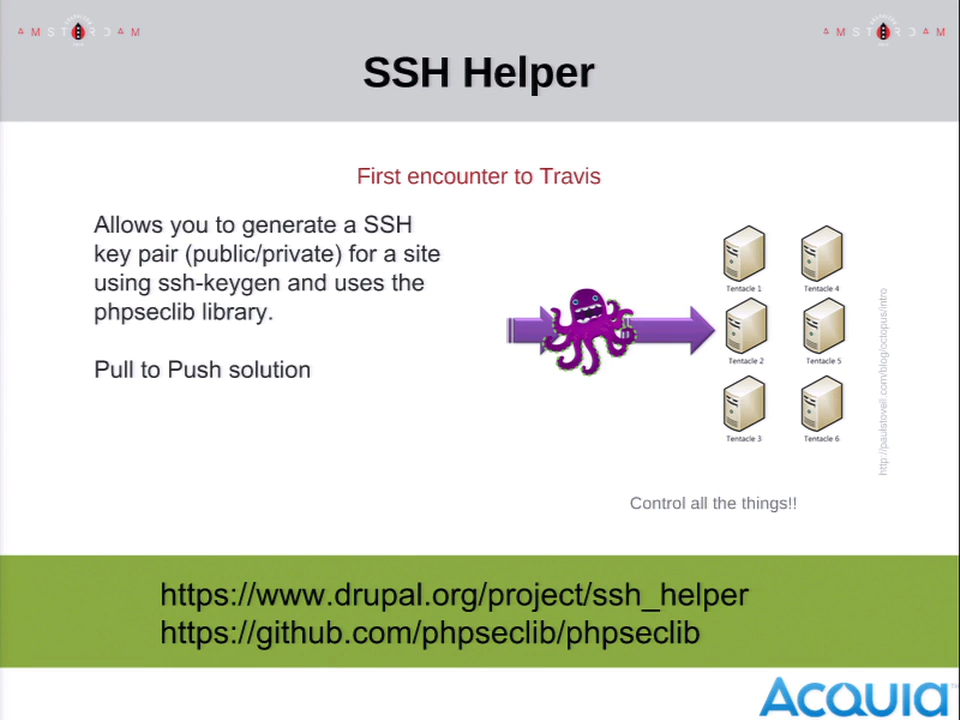 AMSTERDAM
AMSTERDAM
SSH Helper
First encounter to Travis
Allows you to generate a SSH
key pair (public/private) for a site
using ssh-keygen and uses the
phpseclib library.
Pull to Push solution
Tentacle 1
Tentacle 4
Tentacle 2
Tentacle 5
Tentacle 3
Tentacle 6
http://paulstovell.com/blog/octopus/intro
Control all the things!!
https://www.drupal.org/project/ssh_helper
https://github.com/phpseclib/phpseclib
ACQUIA